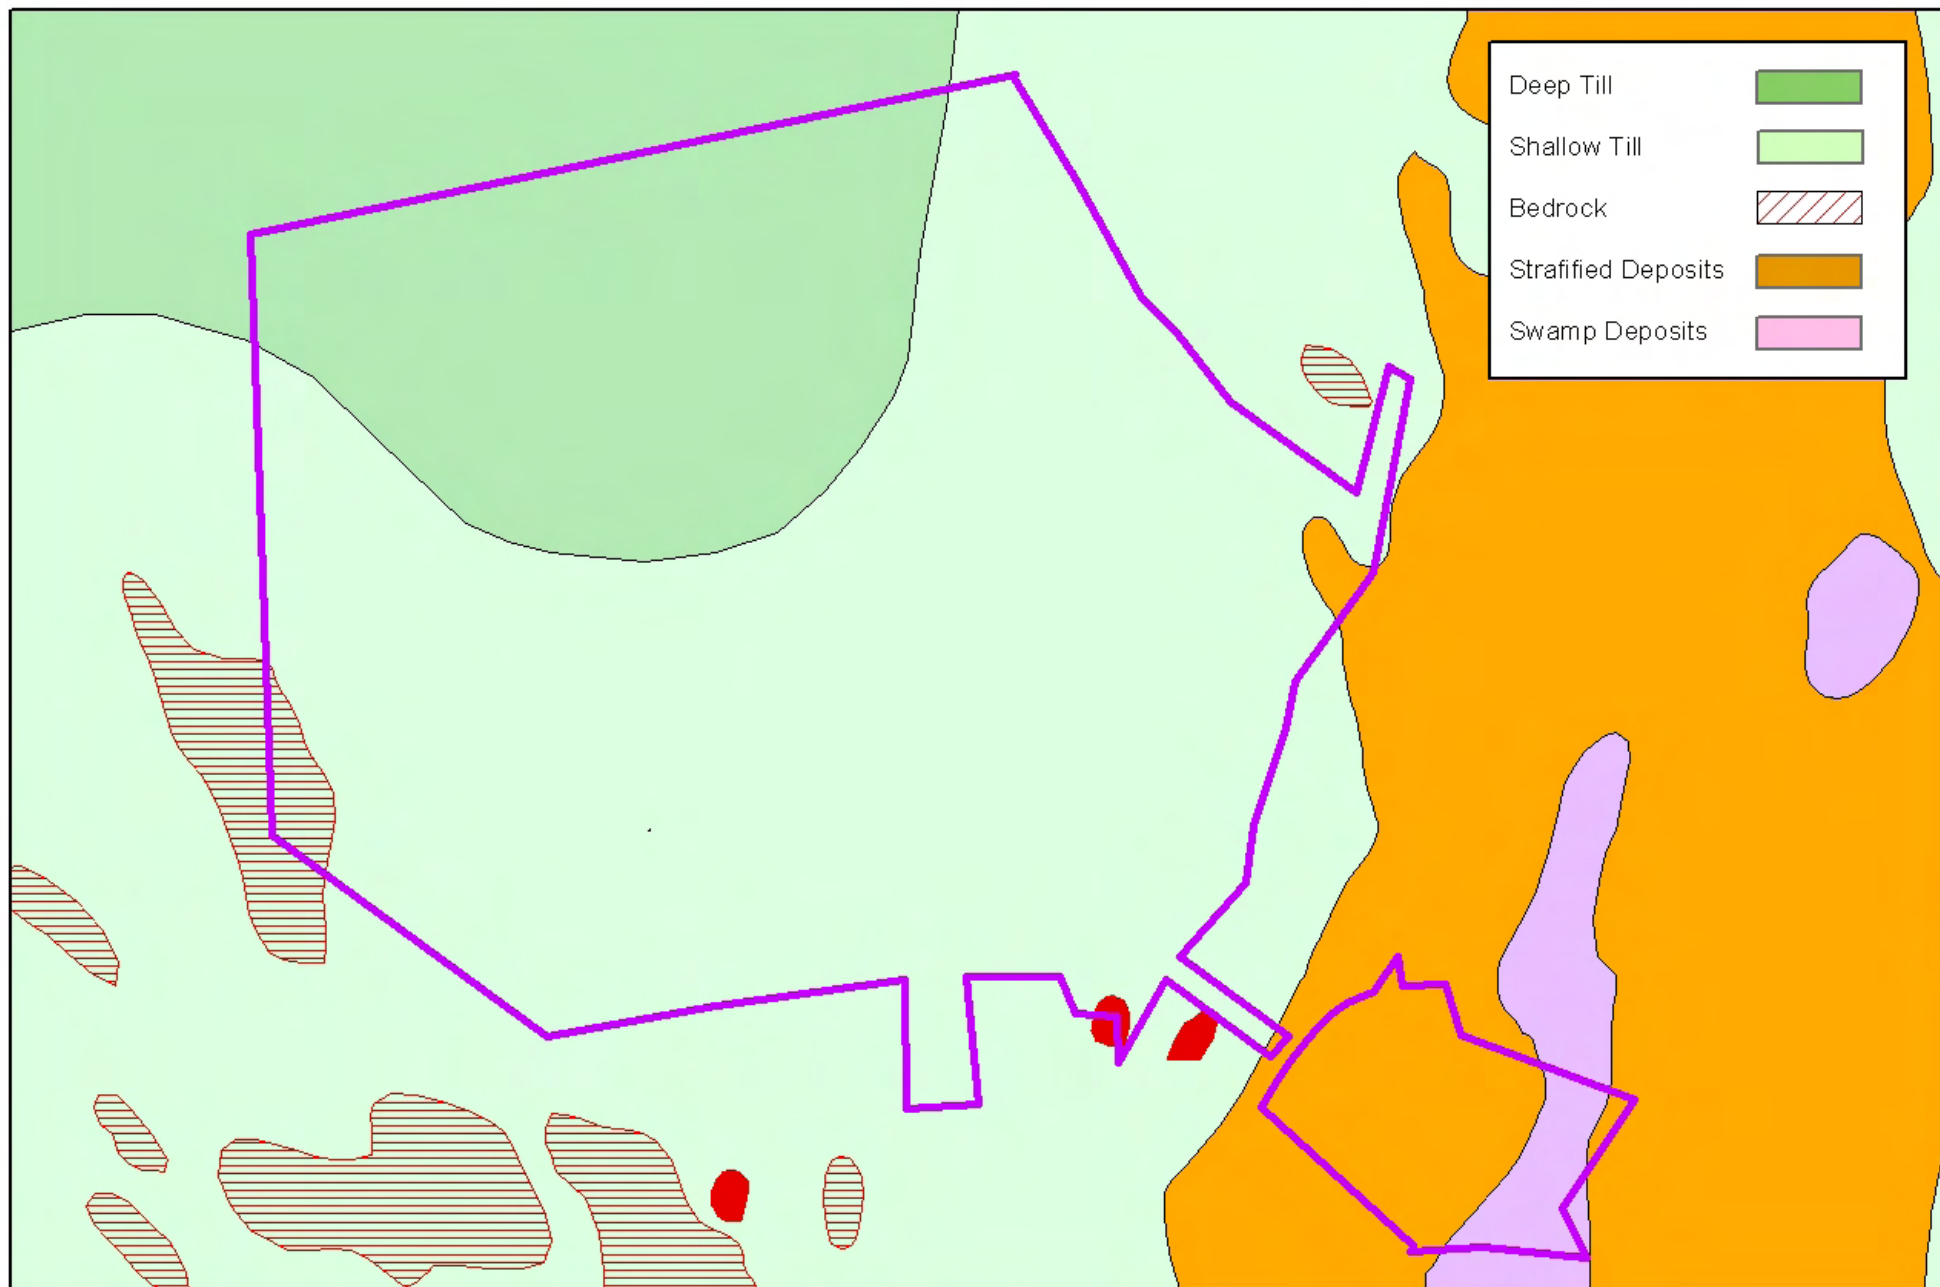 Deep Till
Shallow Till
Bedrock
Strafified Deposits
Swamp Deposits